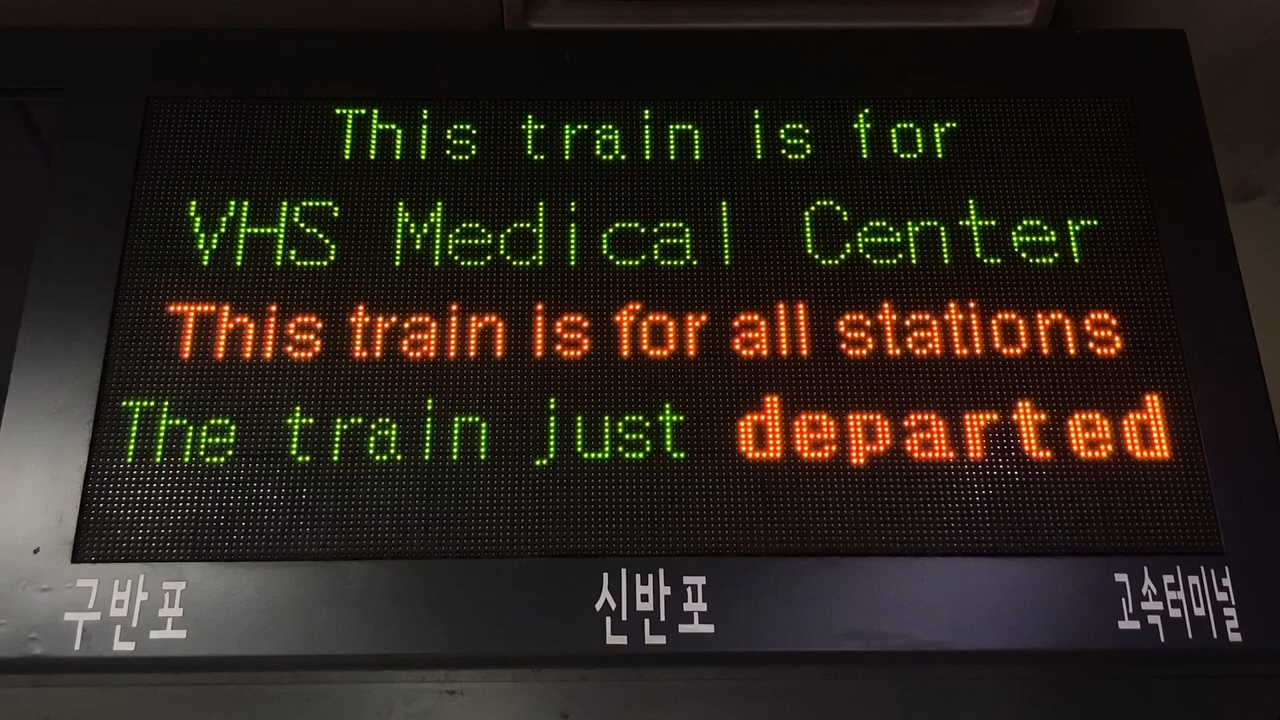 This train is for
VHS Medical Center
This train is for all stations
The train just departed
구반포 신반포 고속터미널